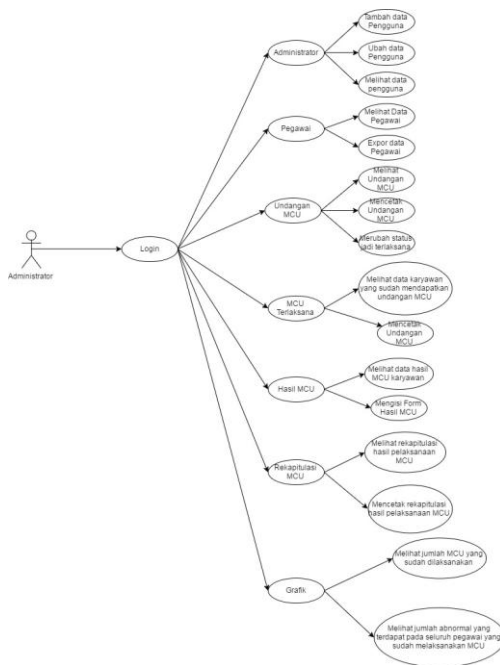 Tambah data
Pengguna
Administrator
Ubah data
Pengguna
Melihat data
pengguna
Melihat Data
Pegawai
Pegawai
Expor data
Pegawai
Melihat
Undangan
MCU
Undangan
MCU
Mencetak
Undangan
MCU
Merubah status
jadi terlaksana
Login
Administrator
Melihat data karyawan
yang sudah mendapatkan
undangan MCU
MCU
Terlaksana
Mencetak
Undangan
MCU
Melihat data hasil
MCU karyawan
Hasil MCU
Mengisi Form
Hasil MCU
Melihat rekapitulasi
hasil pelaksanaan
MCU
Rekapitulasi
MCU
Mencetak rekapitulasi
hasil pelaksanaan MCU
Melihat jumlah MCU yang
sudah dilaksanakan
Grafik
Melihat jumlah abnormal yang
terdapat pada seluruh pegawai yang
sudah melaksanakan MCU